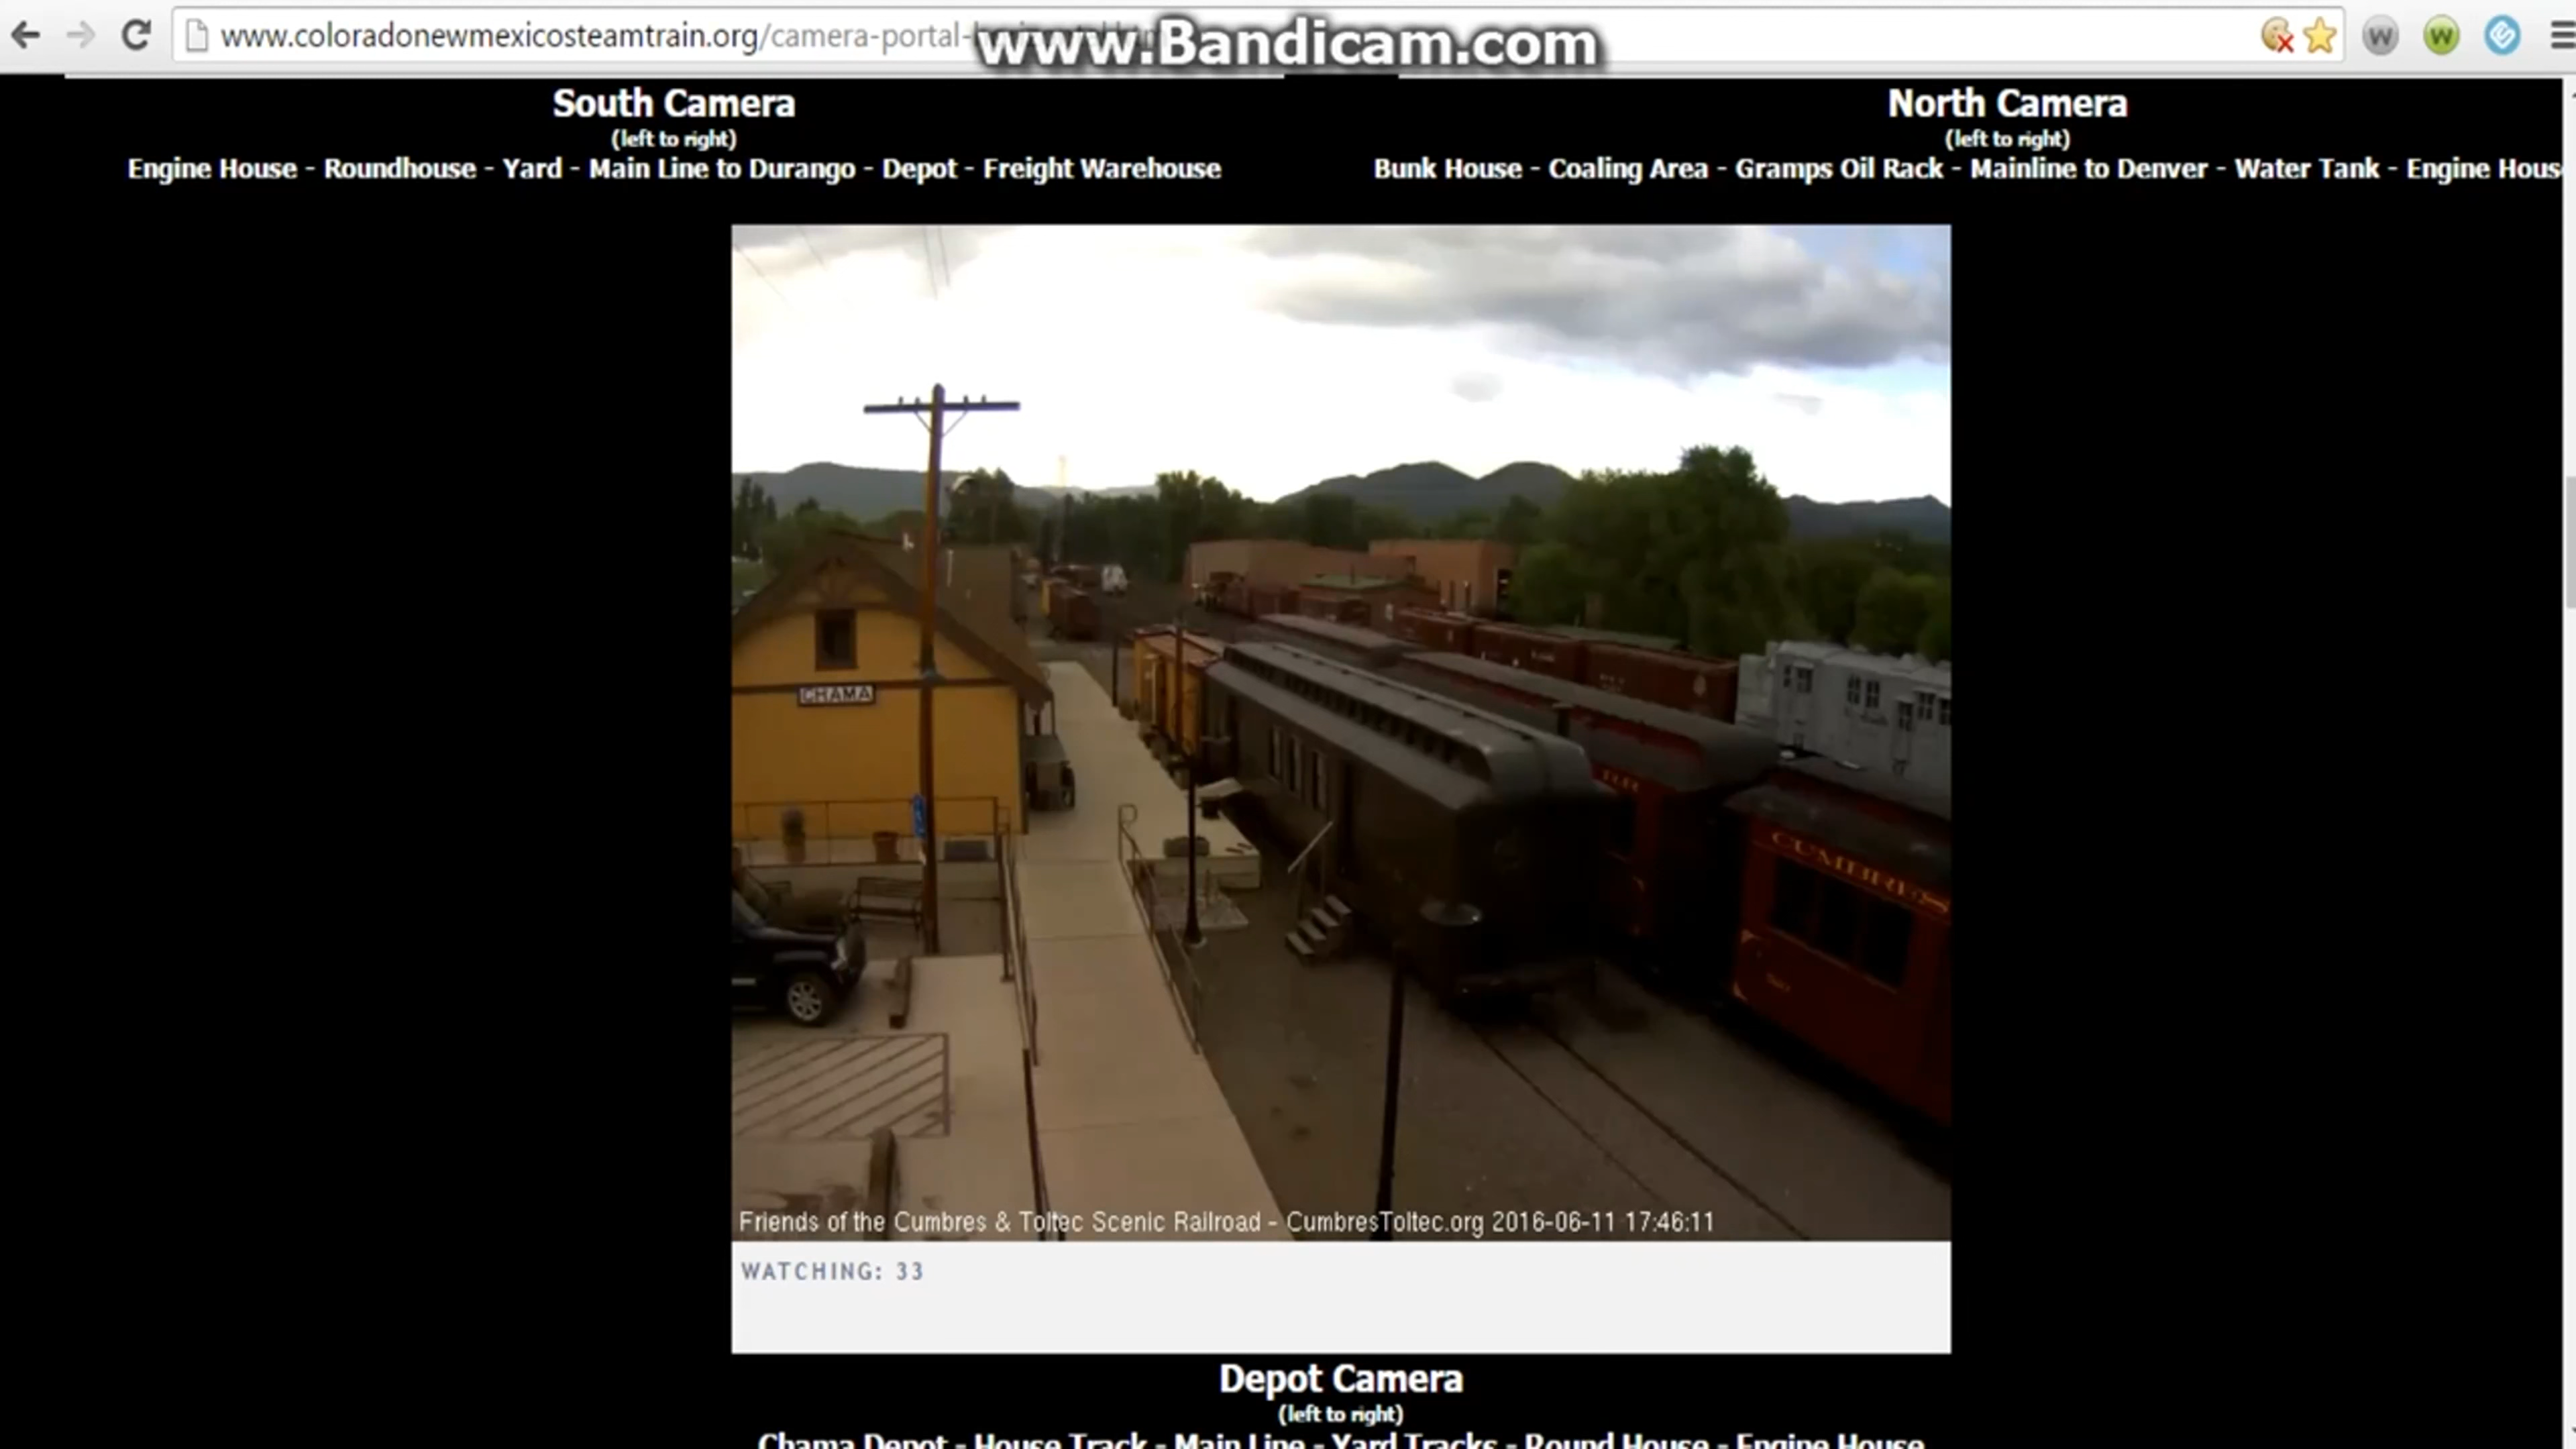 www.coloradonewmexicosteamtrain.org/camera-portal-
www.Bandicam.com
South Camera
(left to right)
Engine House - Roundhouse - Yard - Main Line to Durango - Depot - Freight Warehouse
North Camera
(left to right)
Bunk House - Coaling Area - Gramps Oil Rack - Mainline to Denver - Water Tank - Engine Hous
CHAMA
CUMBRES
Friends of the Cumbres & Toltec Scenic Railroad - CumbresToltec.org 2016-06-11 17:46:11
WATCHING: 33
Depot Camera
(left to right)
Chama Depot - House Track - Main Line - Yard Tracks - Round House - Engine House